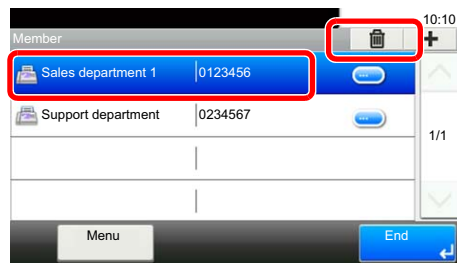 10:10
Member
Sales department 1 0123456
Support department 0234567
1/1
Menu End